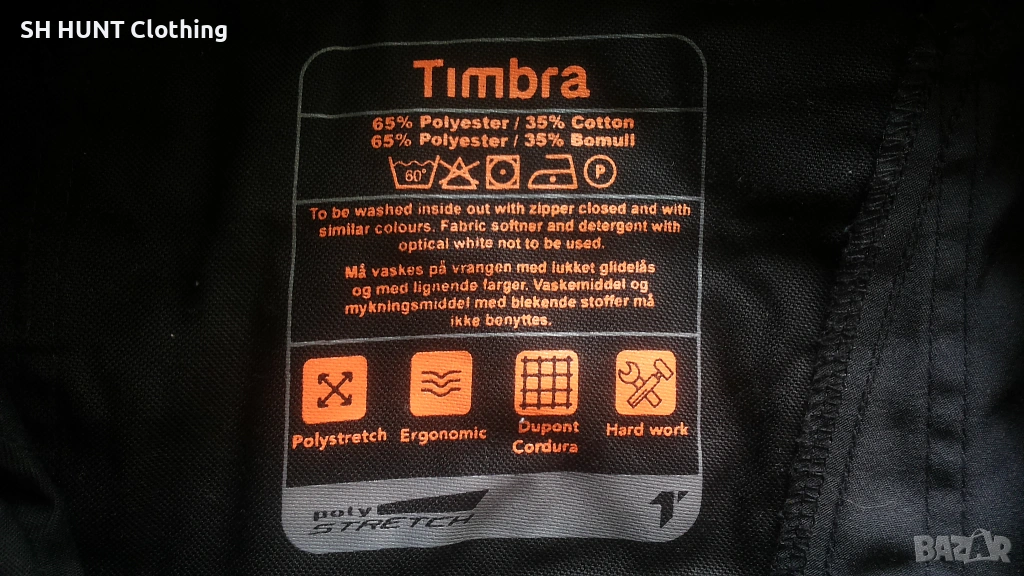 SH HUNT Clothing
Timbra
65% Polyester / 35% Cotton
65% Polyester / 35% Bomull
60° P
To be washed inside out with zipper closed and with
similar colours. Fabric softner and detergent with
optical white not to be used.
Må vaskes på vrangen med lukket glidelås
og med lignende farger. Vaskemiddel og
mykningsmiddel med blekende stoffer må
ikke benyttes.
Polystretch Ergonomic Dupont Hard work
Cordura
poly
STRETCH
BAZAR